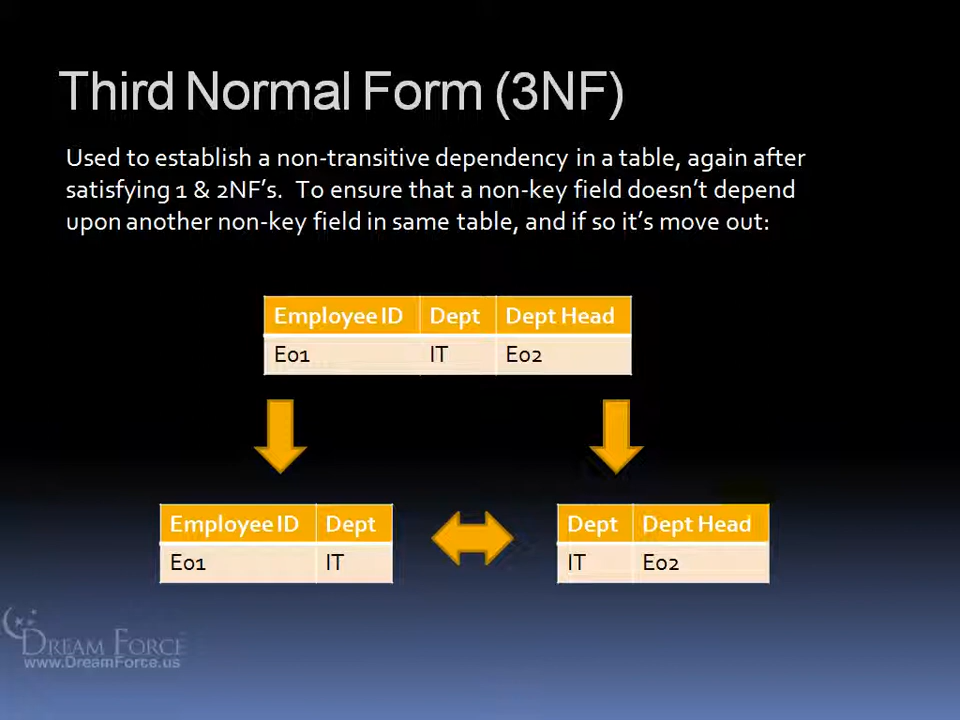 Third Normal Form (3NF)
Used to establish a non-transitive dependency in a table, again after
satisfying 1 & 2NF's.  To ensure that a non-key field doesn't depend
upon another non-key field in same table, and if so it's move out:
Employee ID Dept Dept Head
E01 IT E02
Employee ID Dept
E01 IT
Dept Dept Head
IT E02
DREAM FORCE
www.DreamForce.us